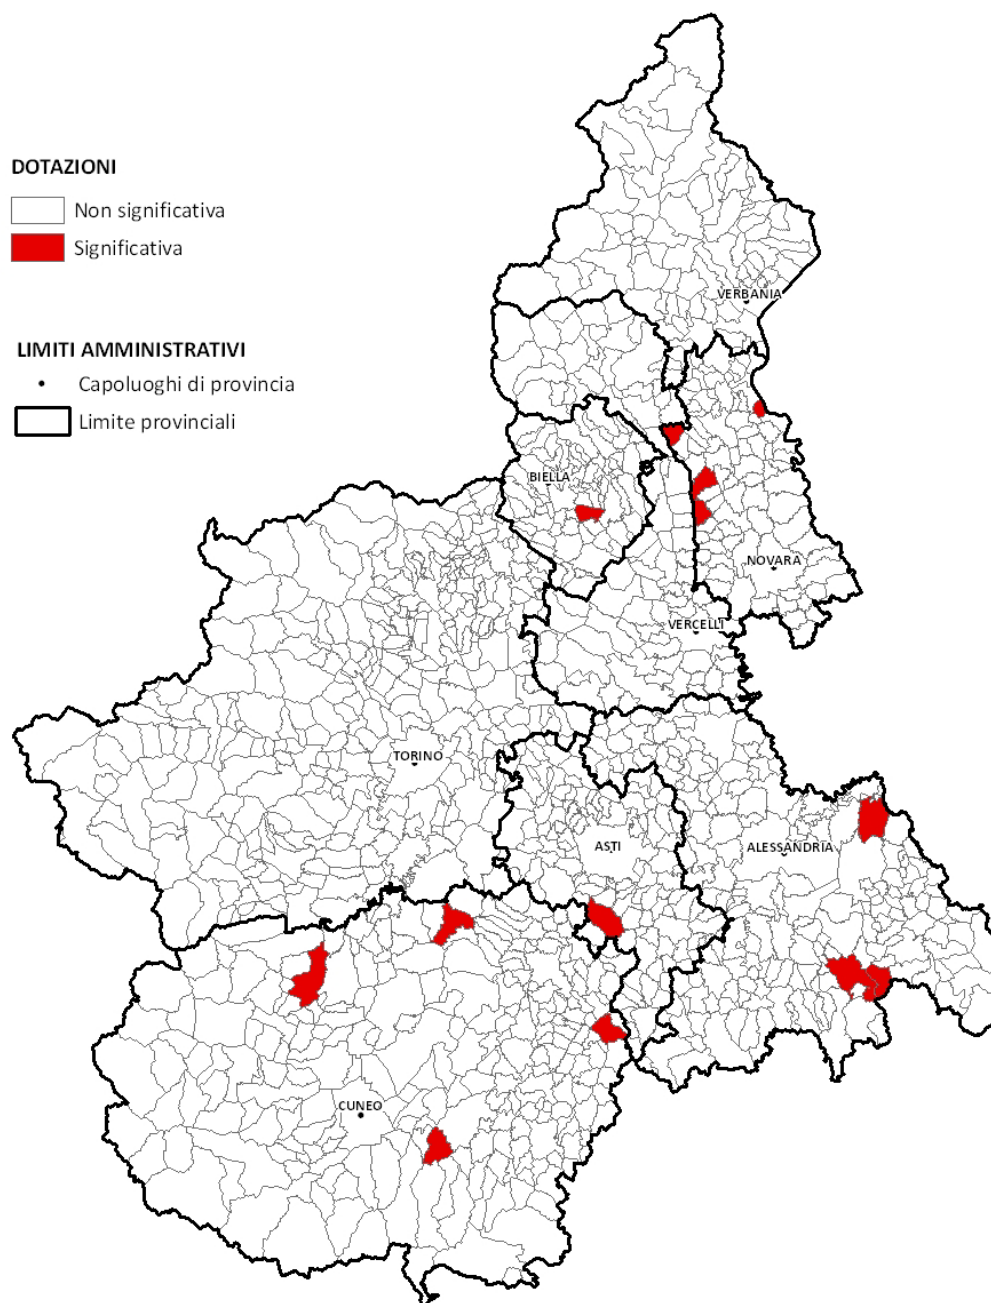 DOTAZIONI
Non significativa
Significativa
LIMITI AMMINISTRATIVI
Capoluoghi di provincia
Limite provinciali
VERBANIA
BIELLA
NOVARA
VERCELLI
TORINO
ASTI
ALESSANDRIA
CUNEO